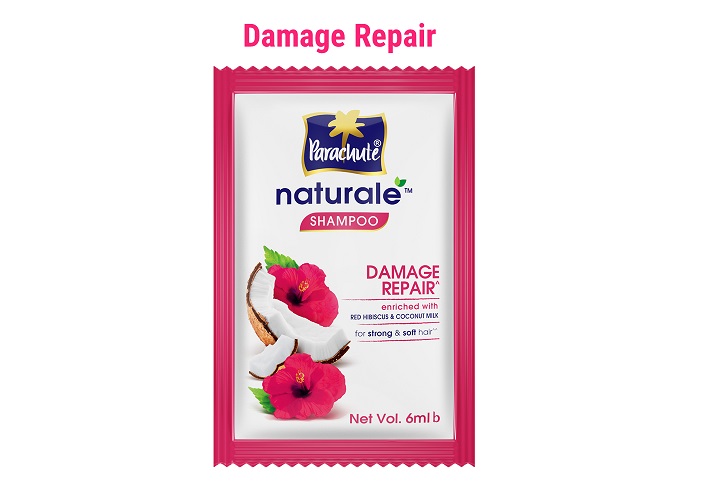 Damage Repair
Parachute®
naturale™
SHAMPOO
DAMAGE
REPAIR^
enriched with
RED HIBISCUS & COCONUT MILK
for strong & soft hair^^
Net Vol. 6ml b